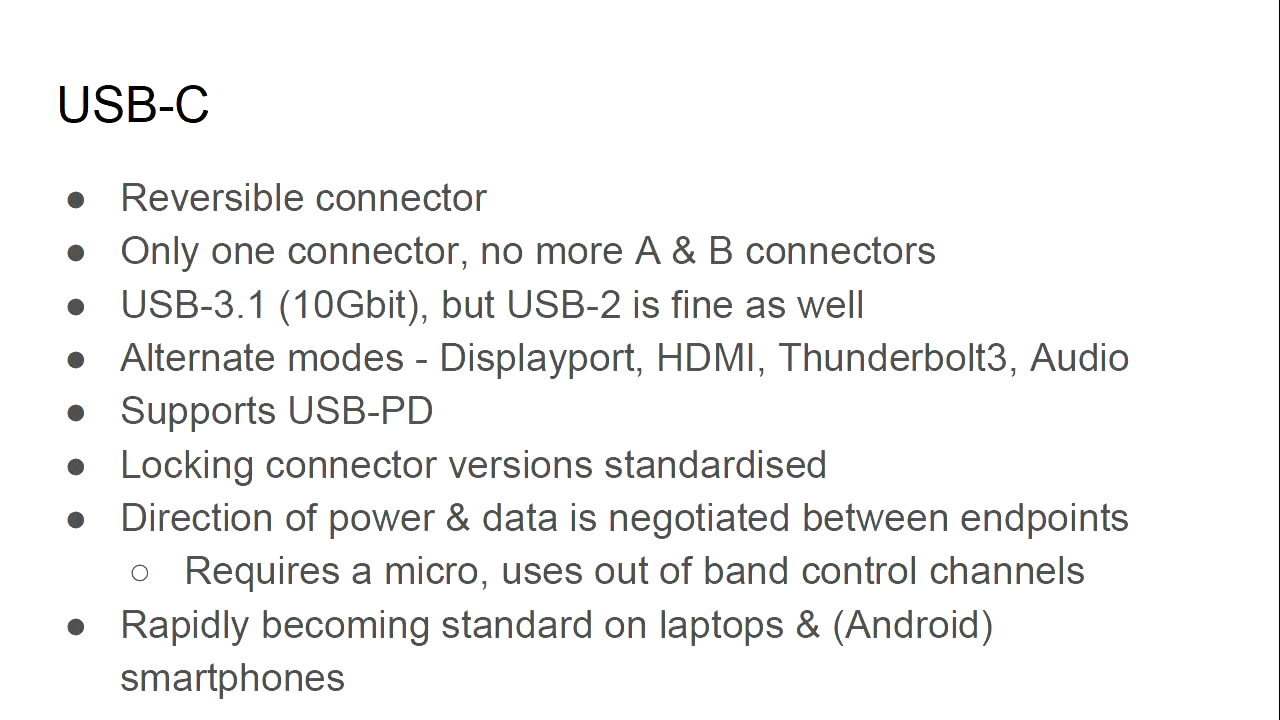 USB-C
● Reversible connector
● Only one connector, no more A & B connectors
● USB-3.1 (10Gbit), but USB-2 is fine as well
● Alternate modes - Displayport, HDMI, Thunderbolt3, Audio
● Supports USB-PD
● Locking connector versions standardised
● Direction of power & data is negotiated between endpoints
○ Requires a micro, uses out of band control channels
● Rapidly becoming standard on laptops & (Android)
smartphones